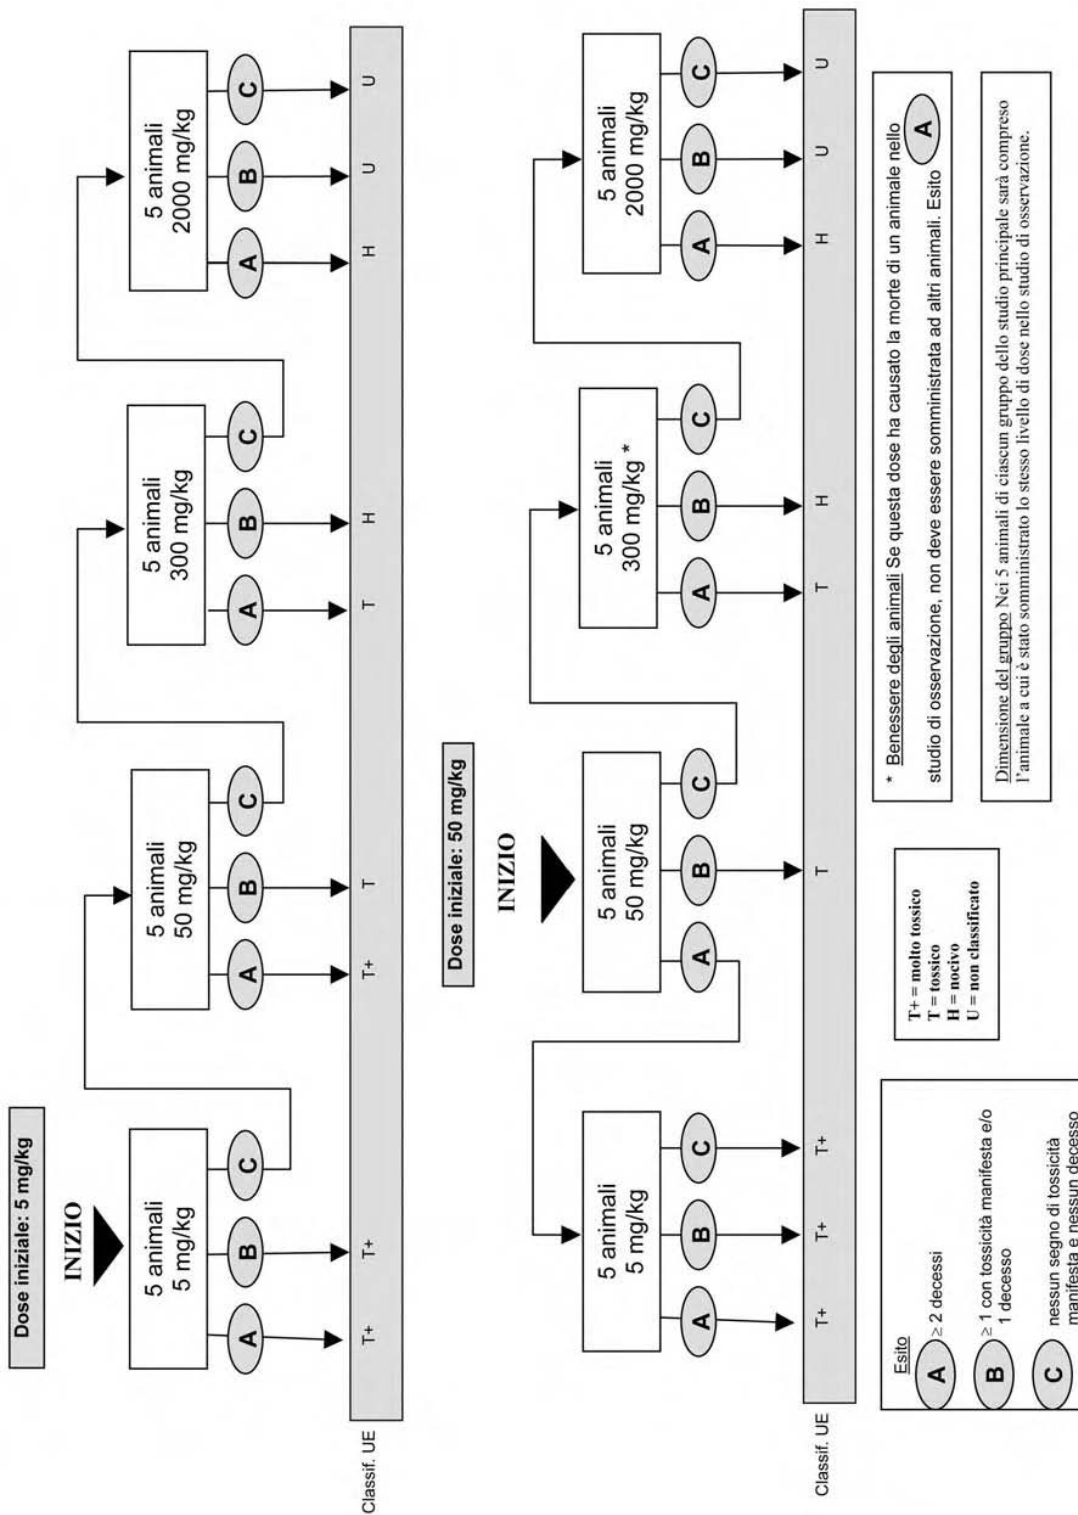 Dose iniziale: 5 mg/kg
INIZIO
5 animali
5 mg/kg
A
B
C
5 animali
50 mg/kg
A
B
C
5 animali
300 mg/kg
A
B
C
5 animali
2000 mg/kg
A
B
C
Classif. UE
T+
T+
T+
T
T
H
H
U
U
Dose iniziale: 50 mg/kg
INIZIO
5 animali
5 mg/kg
A
B
C
5 animali
50 mg/kg
A
B
C
5 animali
300 mg/kg *
A
B
C
5 animali
2000 mg/kg
A
B
C
Classif. UE
T+
T+
T+
T
T
H
H
U
U
Esito
A ≥ 2 decessi
B ≥ 1 con tossicità manifesta e/o
1 decesso
C nessun segno di tossicità
manifesta e nessun decesso
T+ = molto tossico
T = tossico
H = nocivo
U = non classificato
* Benessere degli animali Se questa dose ha causato la morte di un animale nello
studio di osservazione, non deve essere somministrata ad altri animali. Esito A
Dimensione del gruppo Nei 5 animali di ciascun gruppo dello studio principale sarà compreso
l'animale a cui è stato somministrato lo stesso livello di dose nello studio di osservazione.